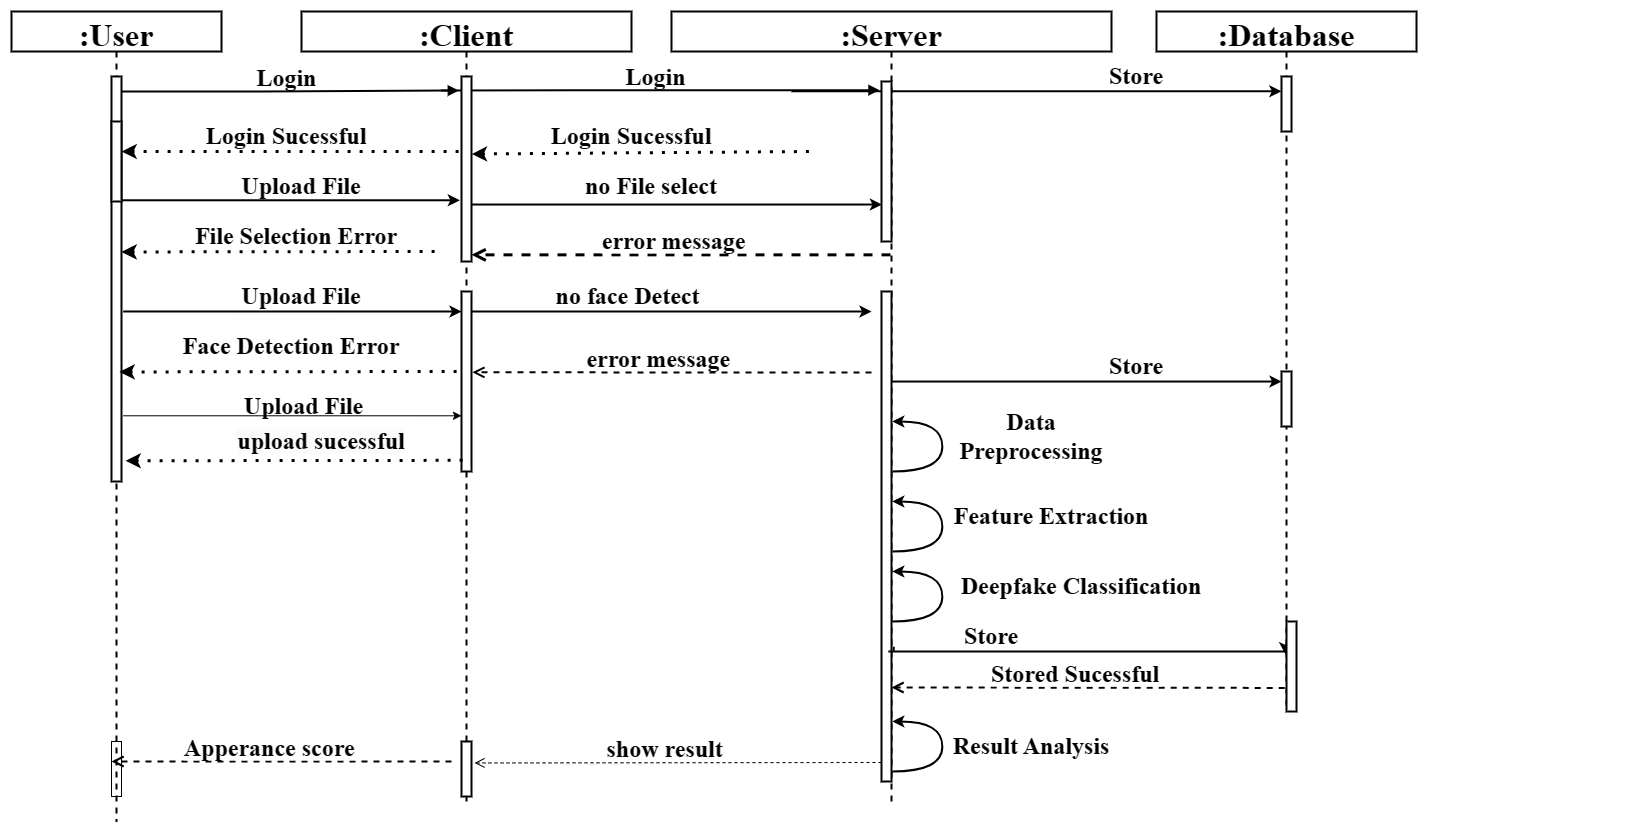 :User
:Client
:Server
:Database
Login
Login
Store
Login Sucessful
Login Sucessful
Upload File
no File select
File Selection Error
error message
Upload File
no face Detect
Face Detection Error
error message
Store
Upload File
Data
Preprocessing
upload sucessful
Feature Extraction
Deepfake Classification
Store
Stored Sucessful
Apperance score
show result
Result Analysis